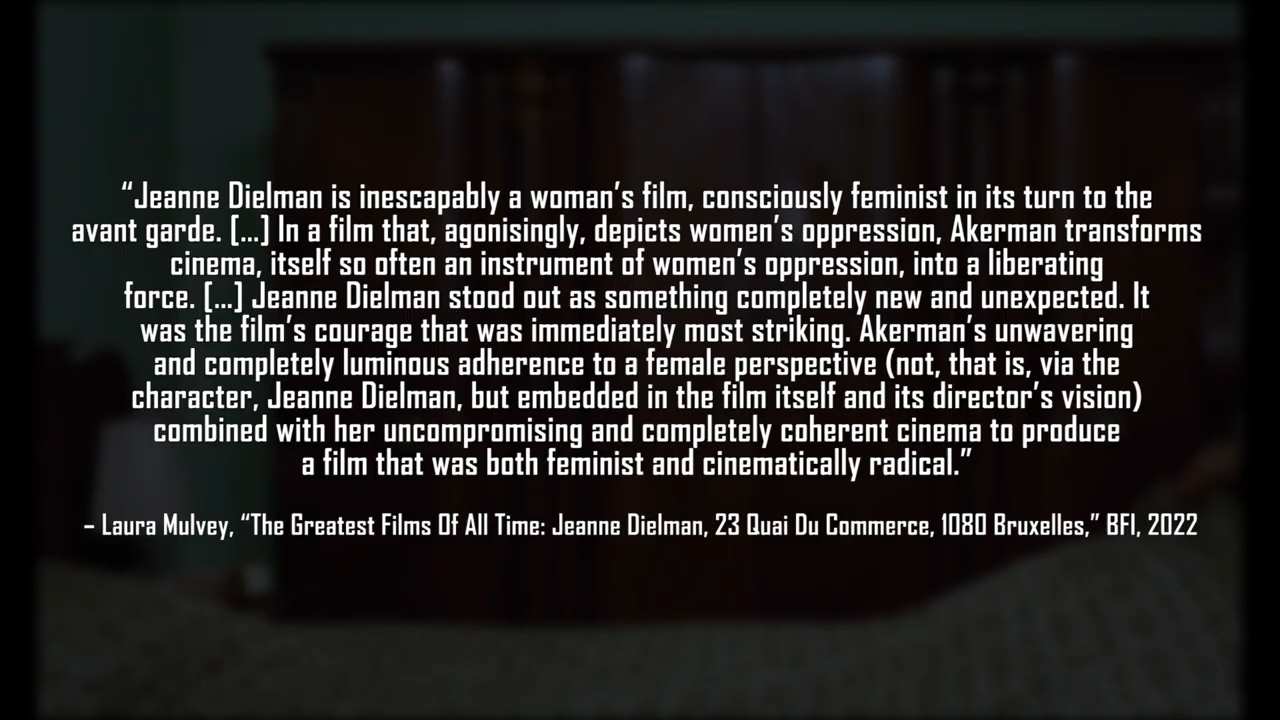 “Jeanne Dielman is inescapably a woman’s film, consciously feminist in its turn to the
avant garde. [...] In a film that, agonisingly, depicts women’s oppression, Akerman transforms
cinema, itself so often an instrument of women’s oppression, into a liberating
force. [...] Jeanne Dielman stood out as something completely new and unexpected. It
was the film’s courage that was immediately most striking. Akerman’s unwavering
and completely luminous adherence to a female perspective (not, that is, via the
character, Jeanne Dielman, but embedded in the film itself and its director’s vision)
combined with her uncompromising and completely coherent cinema to produce
a film that was both feminist and cinematically radical.”
– Laura Mulvey, “The Greatest Films Of All Time: Jeanne Dielman, 23 Quai Du Commerce, 1080 Bruxelles,” BFI, 2022